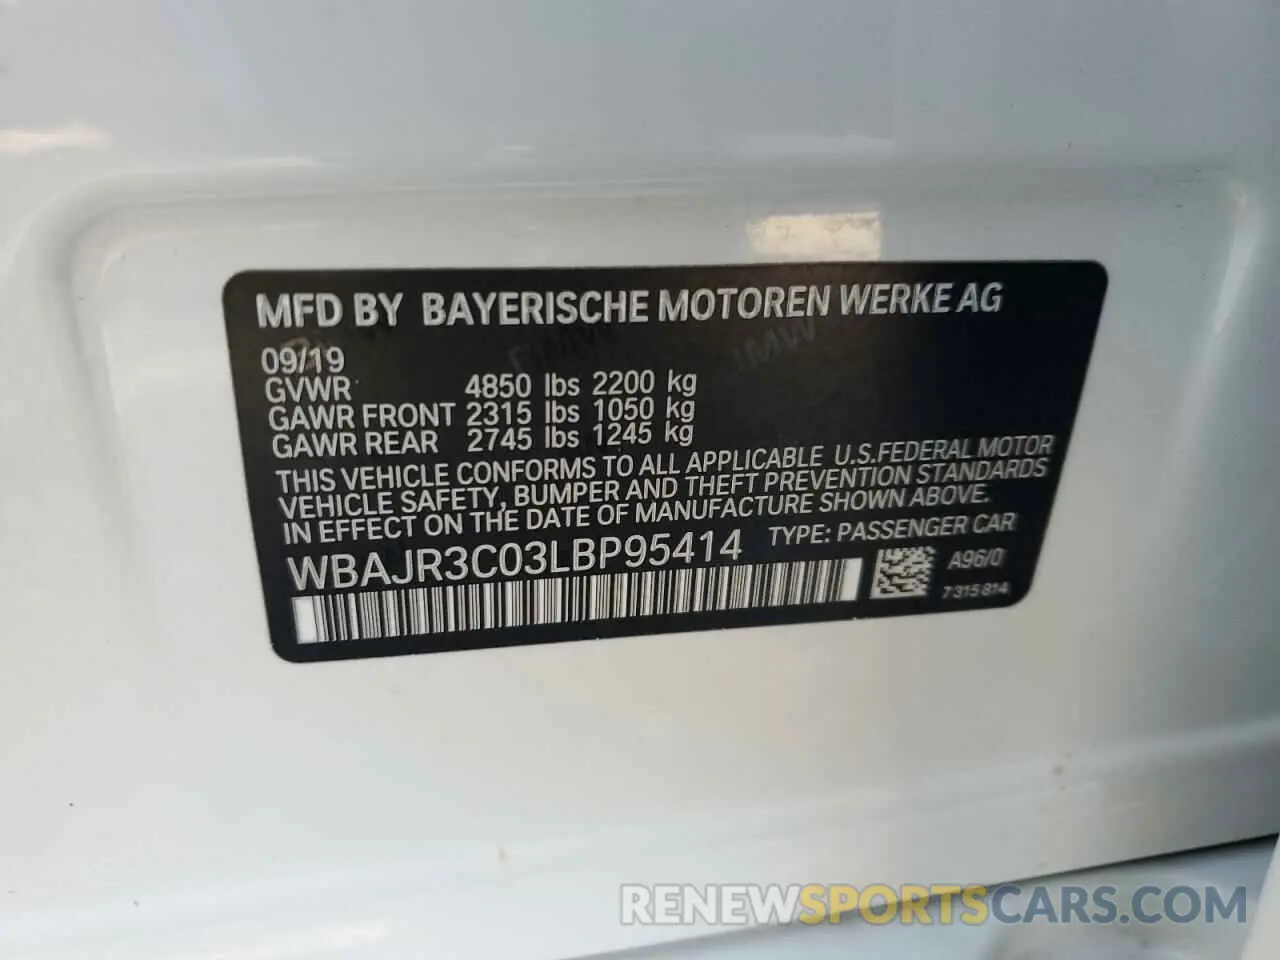 MFD BY BAYERISCHE MOTOREN WERKE AG
09/19
GVWR 4850 lbs 2200 kg
GAWR FRONT 2315 lbs 1050 kg
GAWR REAR 2745 lbs 1245 kg
THIS VEHICLE CONFORMS TO ALL APPLICABLE U.S.FEDERAL MOTOR
VEHICLE SAFETY, BUMPER AND THEFT PREVENTION STANDARDS
IN EFFECT ON THE DATE OF MANUFACTURE SHOWN ABOVE.
WBAJR3C03LBP95414 TYPE: PASSENGER CAR
A96/0
7 315 814
RENEWSPORTSCARS.COM